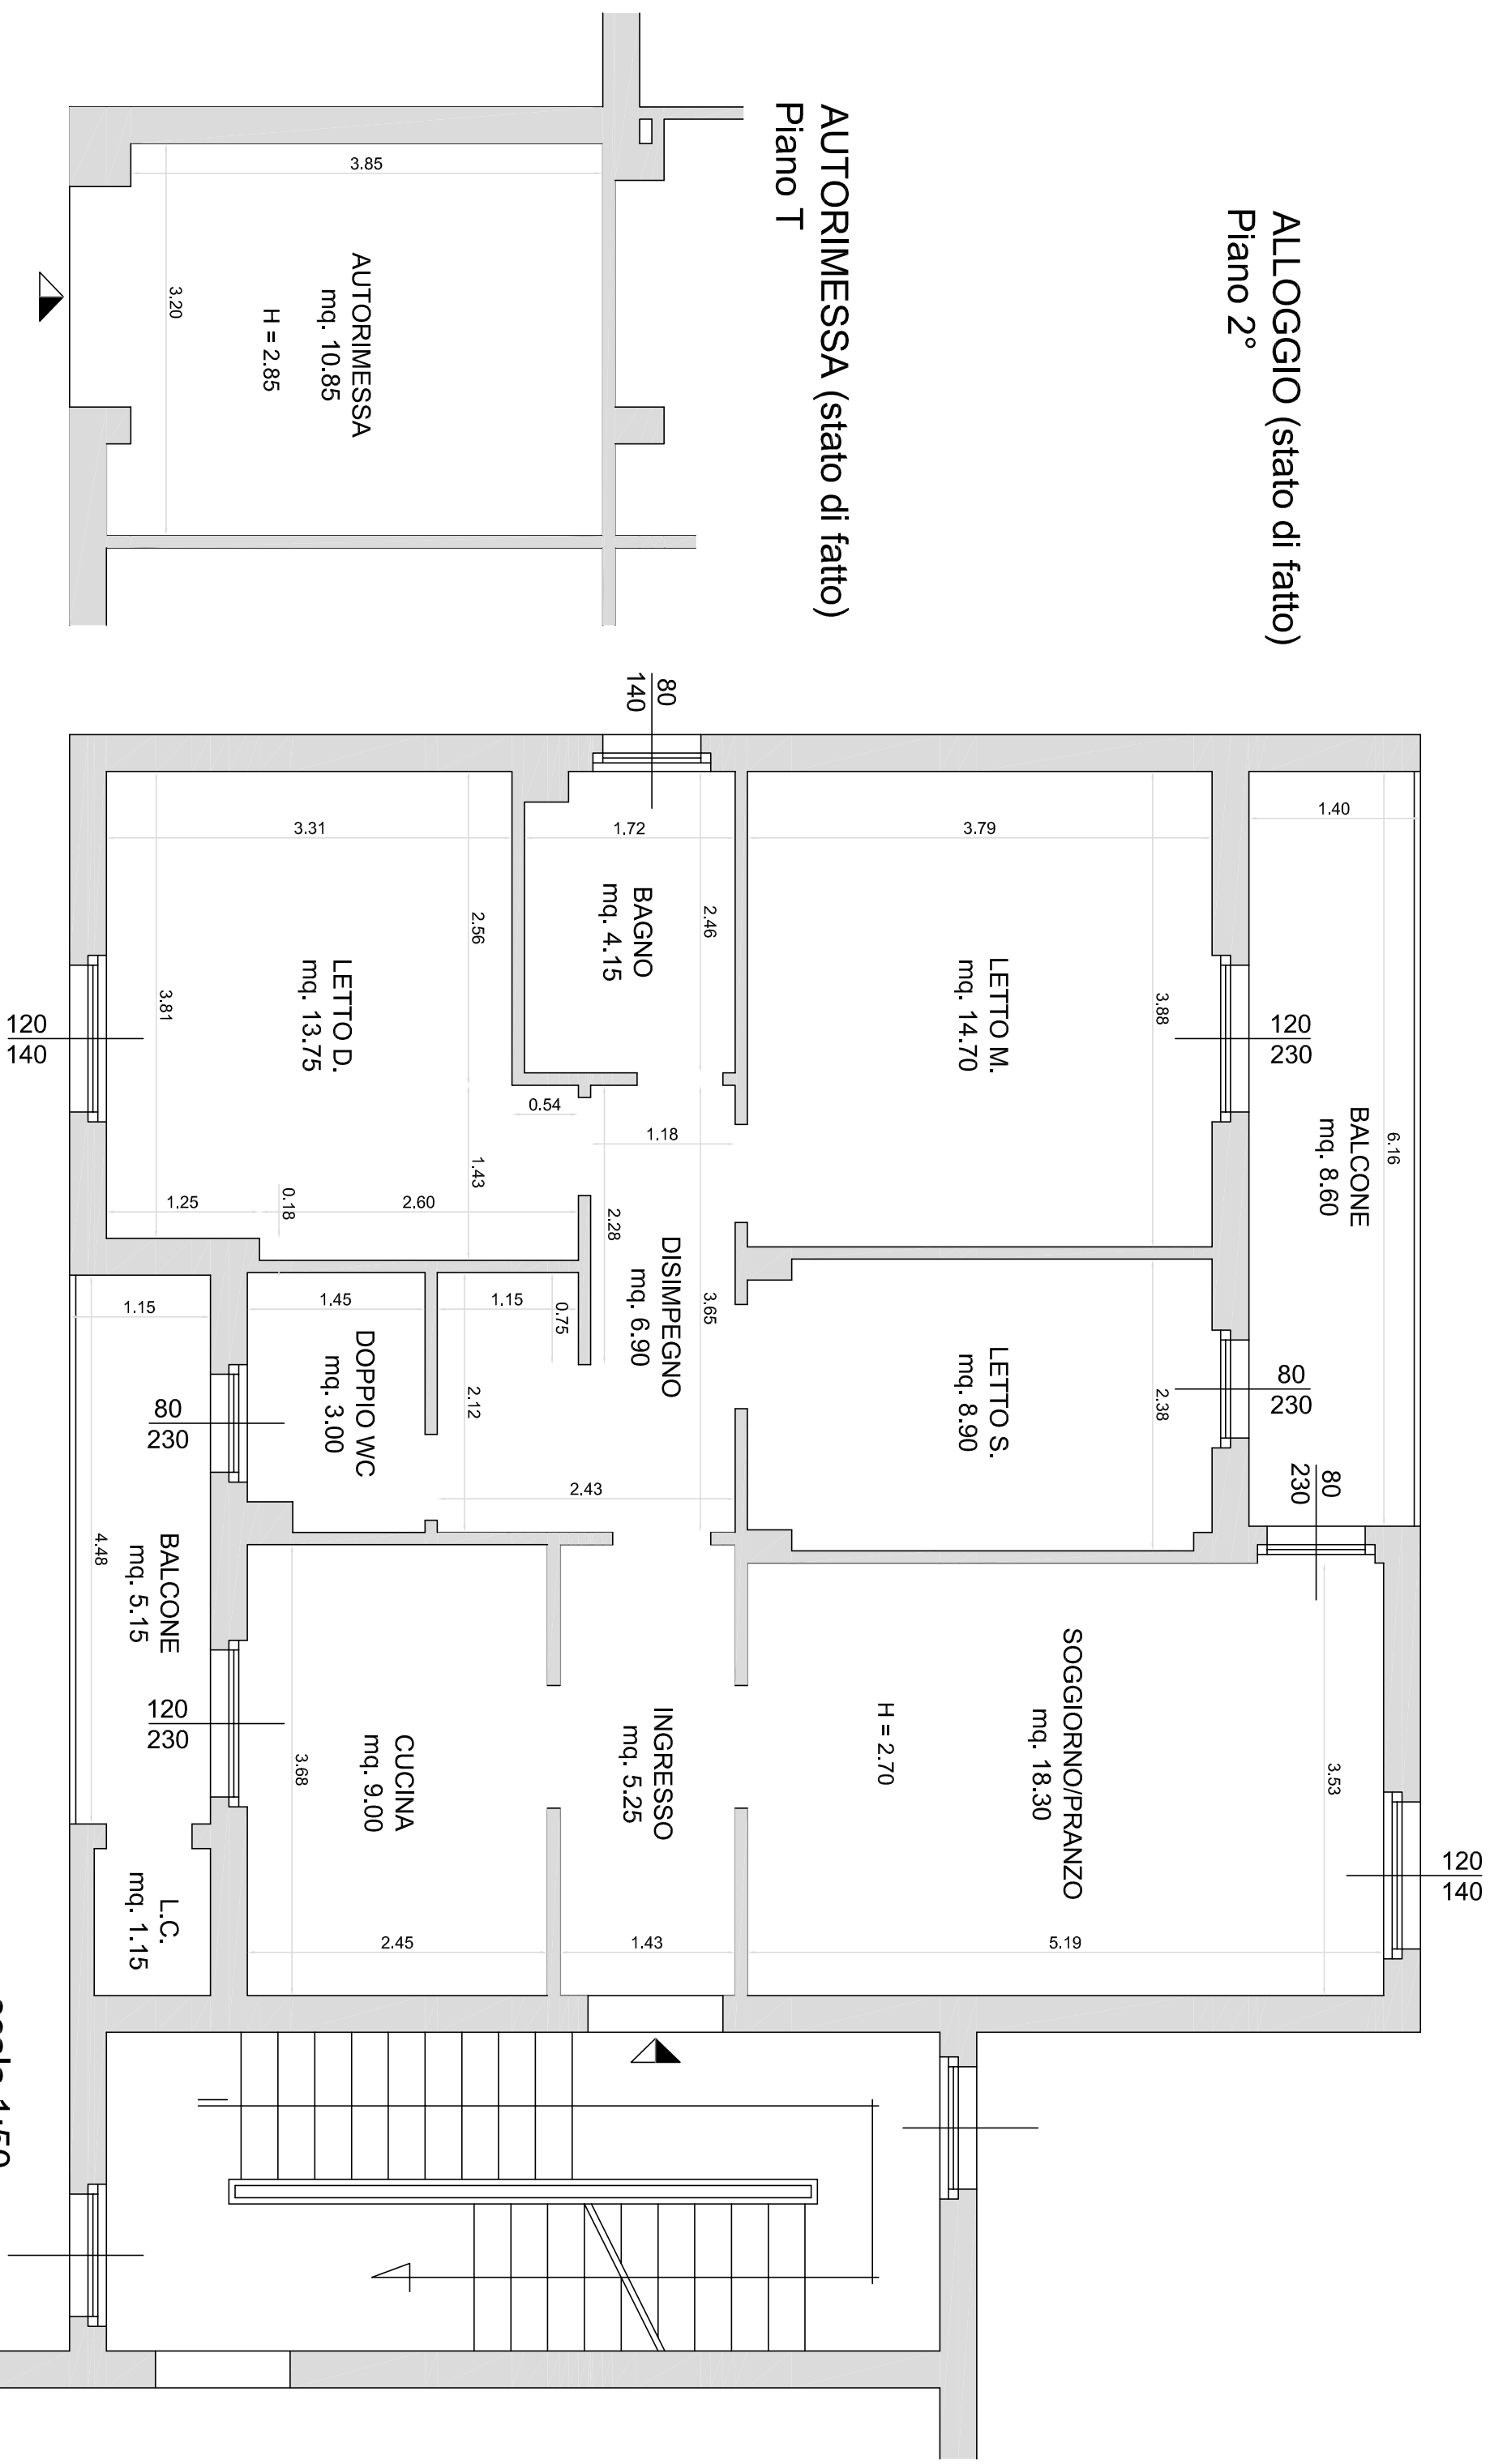 ALLOGGIO (stato di fatto)
Piano 2°
AUTORIMESSA (stato di fatto)
Piano T
3.85
3.20
AUTORIMESSA
mq. 10.85
H = 2.85
80
140
1.40
6.16
BALCONE
mq. 8.60
3.79
3.88
LETTO M.
mq. 14.70
120
230
1.72
2.46
BAGNO
mq. 4.15
3.31
2.56
3.81
LETTO D.
mq. 13.75
120
140
0.54
1.43
1.25
0.18
2.60
1.18
2.28
3.65
DISIMPEGNO
mq. 6.90
2.43
80
230
2.38
LETTO S.
mq. 8.90
80
230
1.45
1.15
0.75
2.12
DOPPIO WC
mq. 3.00
80
230
1.15
4.48
BALCONE
mq. 5.15
120
230
SOGGIORNO/PRANZO
mq. 18.30
H = 2.70
3.53
5.19
120
140
INGRESSO
mq. 5.25
1.43
CUCINA
mq. 9.00
3.68
2.45
L.C.
mq. 1.15